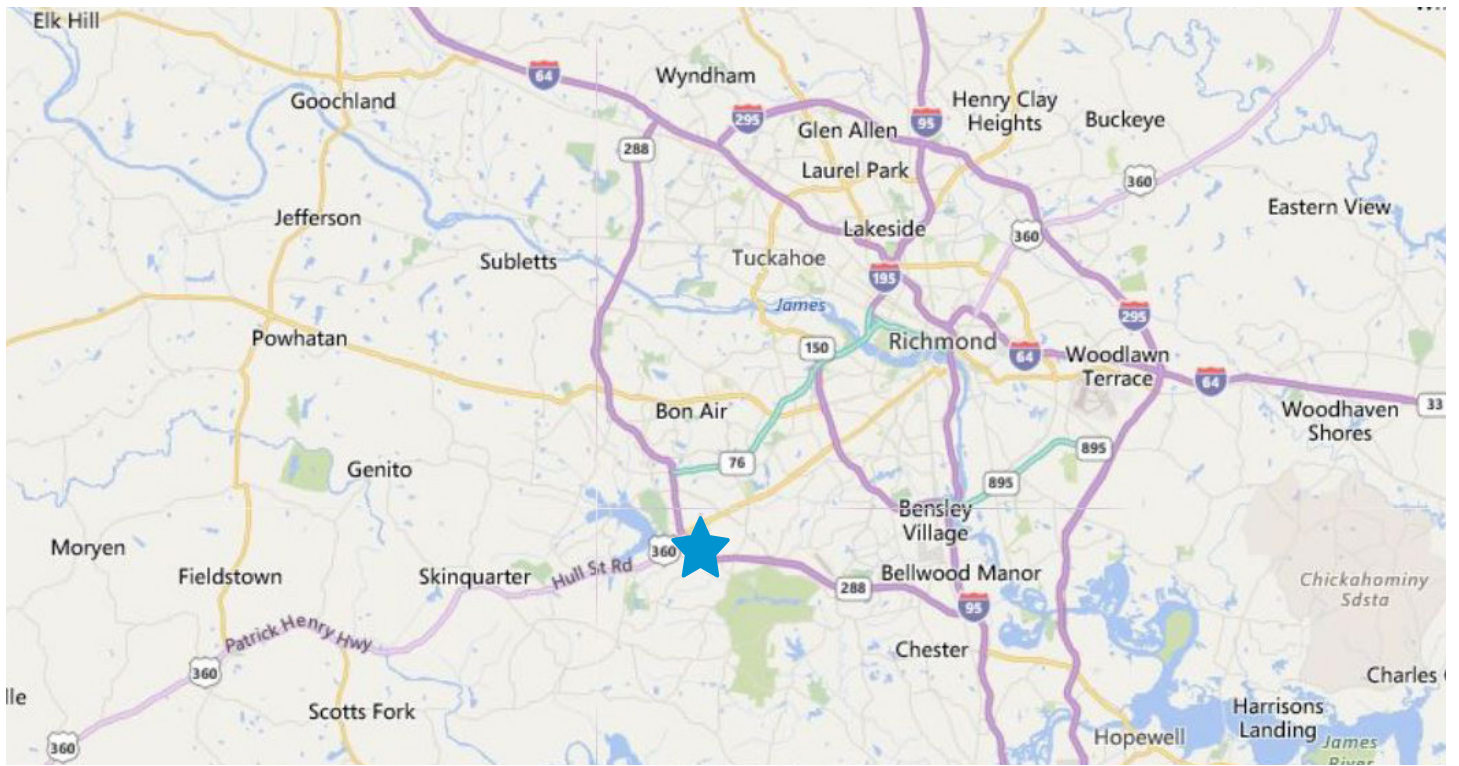 Elk Hill
64
Wyndham
Goochland
295
Henry Clay
Heights
95
Buckeye
Glen Allen
288
Laurel Park
360
Jefferson
Eastern View
Lakeside
360
Subletts
Tuckahoe
195
James
295
Powhatan
150
Richmond
64
Woodlawn
Terrace
64
Bon Air
33
Woodhaven
Shores
76
895
Genito
895
Bensley
Village
Moryen
360
Hull St Rd
Fieldstown
Skinquarter
288
Bellwood Manor
95
Chickahominy
Sdsta
Patrick Henry Hwy
Chester
360
lle
Charles
Scotts Fork
Harrisons
Landing
Hopewell
360
James
River